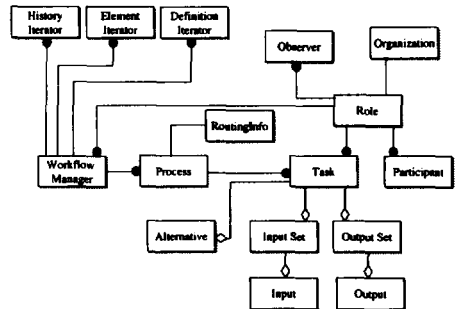 History
Iterator
Element
Iterator
Definition
Iterator
Observer
Organization
Role
RoutingInfo
Workflow
Manager
Process
Task
Participant
Alternative
Input Set
Output Set
Input
Output